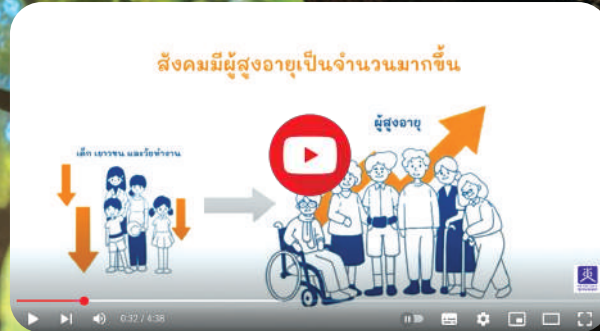 สังคมมีผู้สูงอายุเป็นจำนวนมากขึ้น
ผู้สูงอายุ
เด็ก เยาวชน และวัยทำงาน
0:32 / 4:38